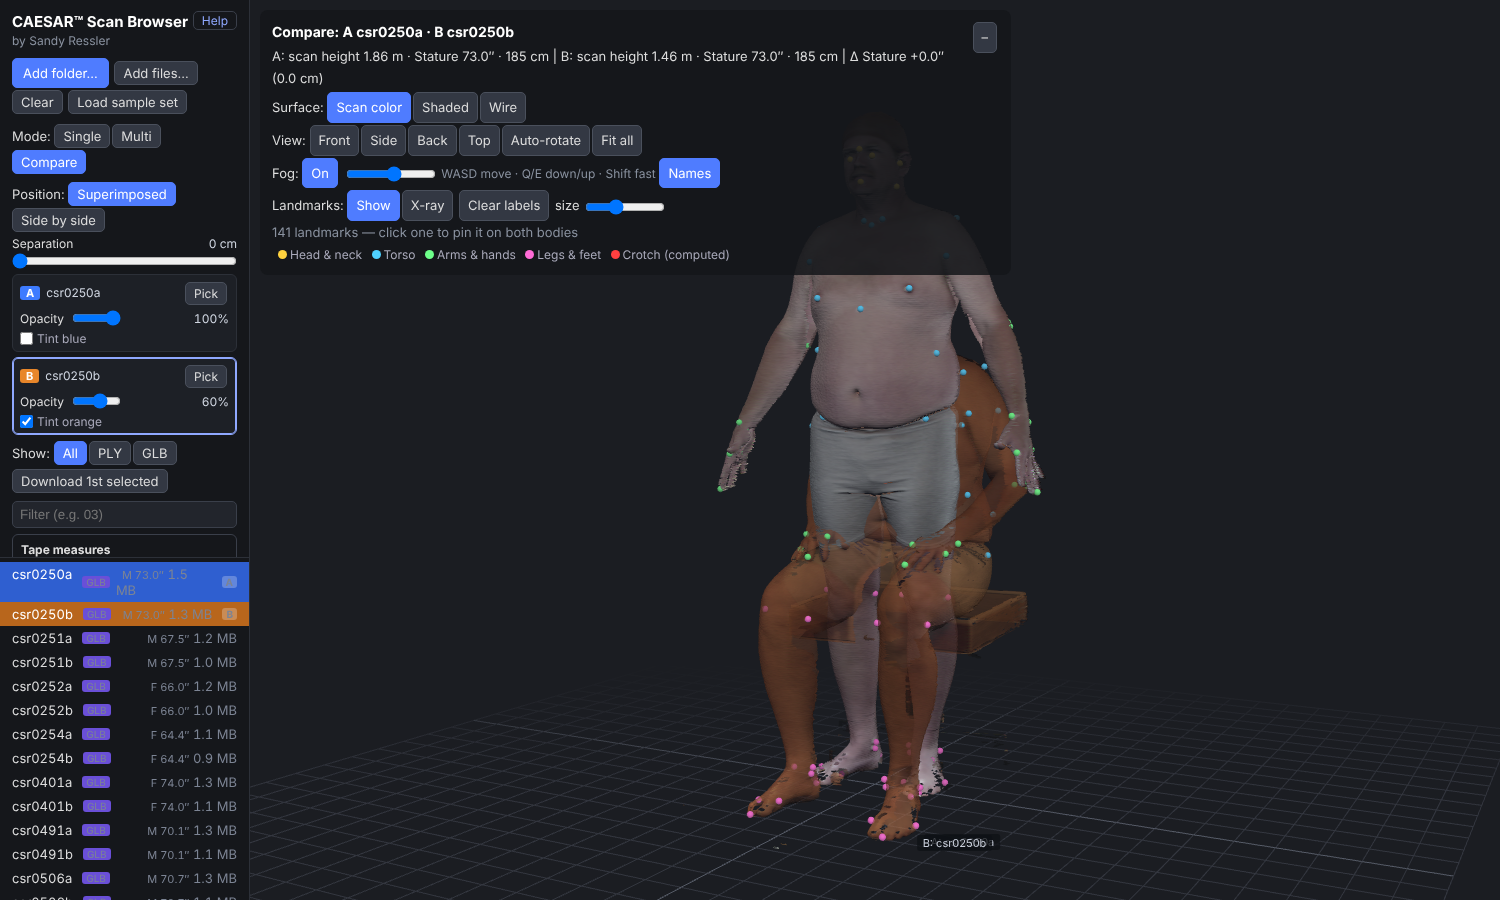 CAESAR™ Scan Browser Help
by Sandy Ressler
Add folder... Add files...
Clear Load sample set
Mode: Single Multi
Compare
Position: Superimposed
Side by side
Separation 0 cm
A csr0250a Pick
Opacity 100%
Tint blue
B csr0250b Pick
Opacity 60%
Tint orange
Show: All PLY GLB
Download 1st selected
Filter (e.g. 03)
Tape measures
csr0250a GLB M 73.0″ 1.5 MB
csr0250b GLB M 73.0″ 1.3 MB B
csr0251a GLB M 67.5″ 1.2 MB
csr0251b GLB M 67.5″ 1.0 MB
csr0252a GLB F 66.0″ 1.2 MB
csr0252b GLB F 66.0″ 1.0 MB
csr0254a GLB F 64.4″ 1.1 MB
csr0254b GLB F 64.4″ 0.9 MB
csr0401a GLB F 74.0″ 1.3 MB
csr0401b GLB F 74.0″ 1.1 MB
csr0491a GLB M 70.1″ 1.3 MB
csr0491b GLB M 70.1″ 1.1 MB
csr0506a GLB M 70.7″ 1.3 MB
Compare: A csr0250a · B csr0250b
A: scan height 1.86 m · Stature 73.0″ · 185 cm | B: scan height 1.46 m · Stature 73.0″ · 185 cm | Δ Stature +0.0″
(0.0 cm)
Surface: Scan color Shaded Wire
View: Front Side Back Top Auto-rotate Fit all
Fog: On WASD move · Q/E down/up · Shift fast Names
Landmarks: Show X-ray Clear labels size
141 landmarks — click one to pin it on both bodies
Head & neck Torso Arms & hands Legs & feet Crotch (computed)
B: csr0250b